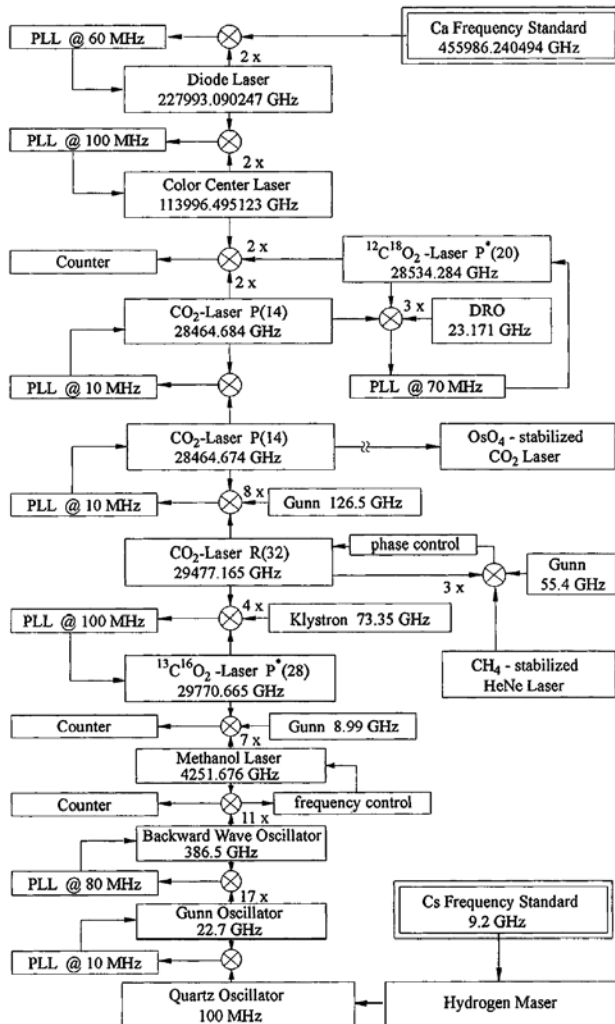 PLL @ 60 MHz
Ca Frequency Standard
455986.240494 GHz
2 x
Diode Laser
227993.090247 GHz
PLL @ 100 MHz
2 x
Color Center Laser
113996.495123 GHz
Counter
2 x
2 x
¹²C¹⁸O₂ -Laser P*(20)
28534.284 GHz
CO₂-Laser P(14)
28464.684 GHz
3 x
DRO
23.171 GHz
PLL @ 10 MHz
PLL @ 70 MHz
CO₂-Laser P(14)
28464.674 GHz
OsO₄ - stabilized
CO₂ Laser
PLL @ 10 MHz
8 x
Gunn 126.5 GHz
CO₂-Laser R(32)
29477.165 GHz
phase control
3 x
Gunn
55.4 GHz
PLL @ 100 MHz
4 x
Klystron 73.35 GHz
¹³C¹⁶O₂ -Laser P*(28)
29770.665 GHz
CH₄ - stabilized
HeNe Laser
Counter
Gunn 8.99 GHz
7 x
Methanol Laser
4251.676 GHz
Counter
frequency control
11 x
Backward Wave Oscillator
386.5 GHz
PLL @ 80 MHz
17 x
Gunn Oscillator
22.7 GHz
Cs Frequency Standard
9.2 GHz
PLL @ 10 MHz
Quartz Oscillator
100 MHz
Hydrogen Maser